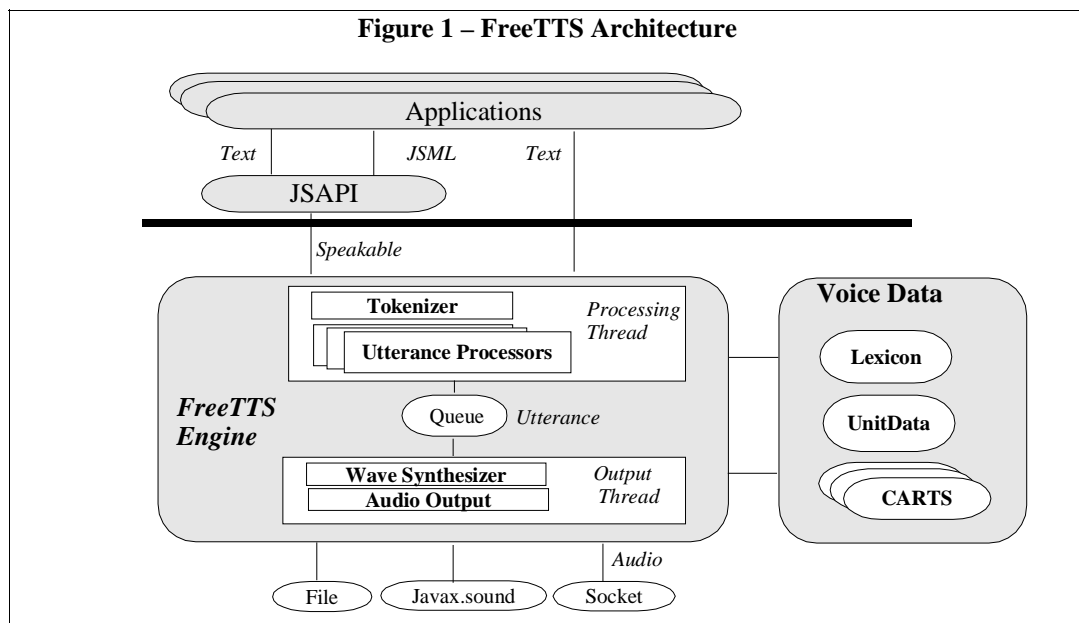 Figure 1 – FreeTTS Architecture
Applications
Text
JSML
Text
JSAPI
Speakable
Tokenizer
Processing
Thread
Utterance Processors
FreeTTS
Engine
Queue
Utterance
Wave Synthesizer
Audio Output
Output
Thread
Voice Data
Lexicon
UnitData
CARTS
Audio
File
Javax.sound
Socket